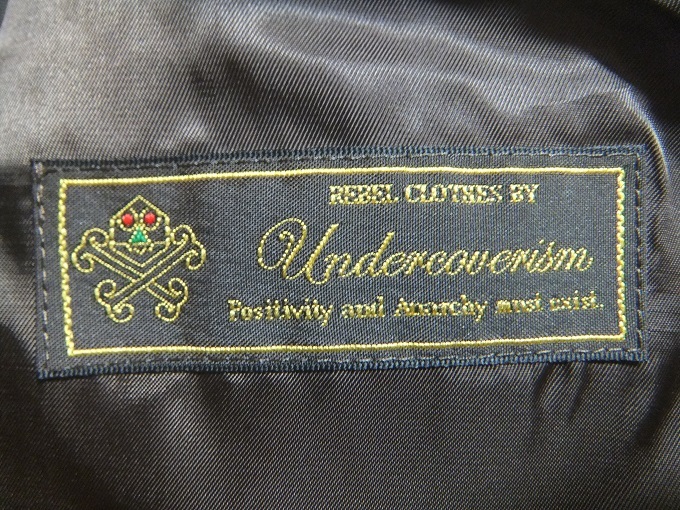 REBEL CLOTHES BY
Undercoverism
Positivity and Anarchy must exist.